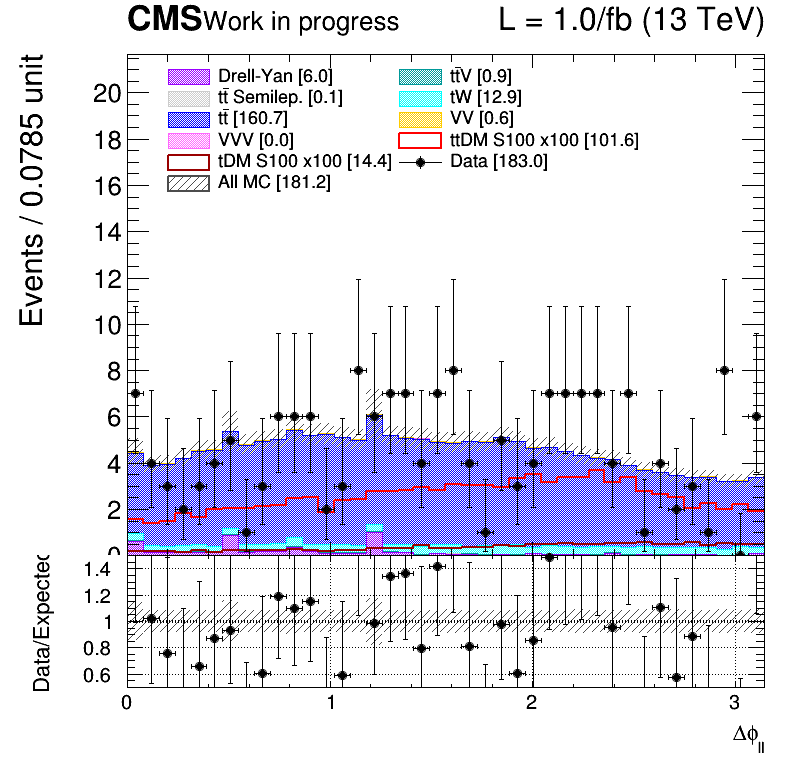 CMS Work in progress L = 1.0/fb (13 TeV)
Events / 0.0785 unit
20
18
16
14
12
10
8
6
4
2
0
Drell-Yan [6.0]
tt̄V [0.9]
tt̄ Semilep. [0.1]
tW [12.9]
tt̄ [160.7]
VV [0.6]
VVV [0.0]
ttDM S100 x100 [101.6]
tDM S100 x100 [14.4]
Data [183.0]
All MC [181.2]
Data/Expected
1.4
1.2
1
0.8
0.6
0 1 2 3
Δϕll